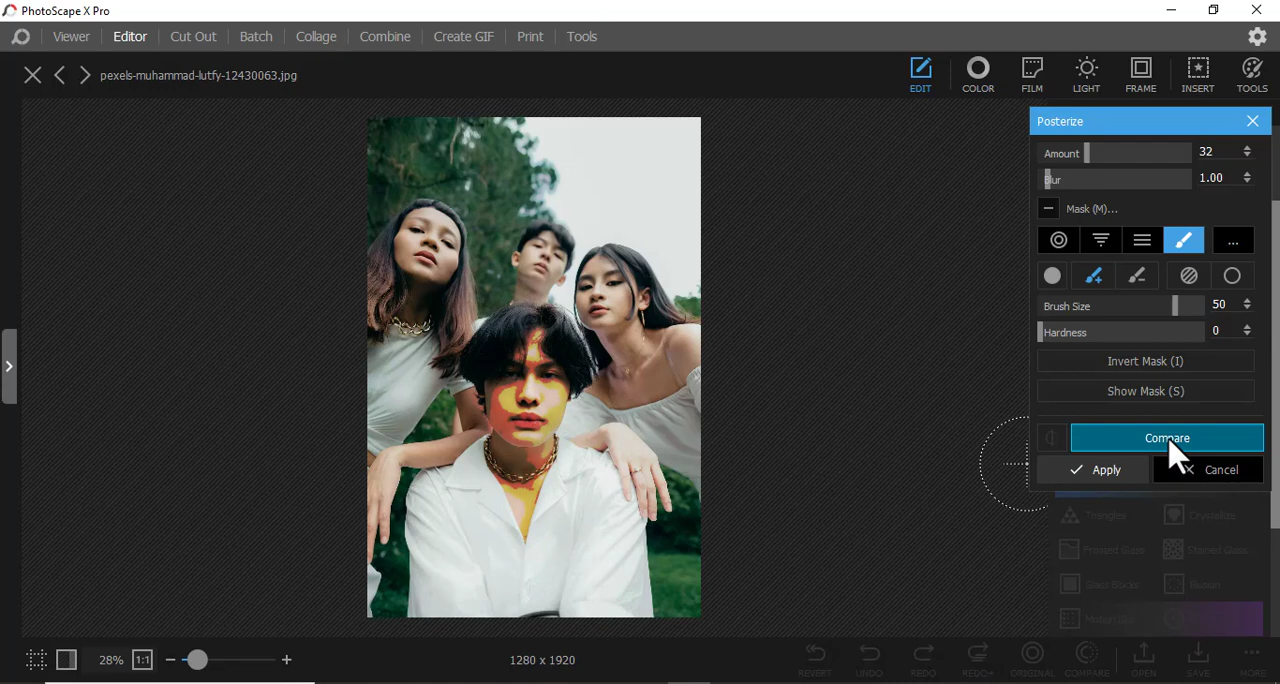 PhotoScape X Pro
Viewer Editor Cut Out Batch Collage Combine Create GIF Print Tools
pexels-muhammad-lutfy-12430063.jpg
EDIT COLOR FILM LIGHT FRAME INSERT TOOLS
Posterize
Amount 32
Blur 1.00
Mask (M)...
...
Brush Size 50
Hardness 0
Invert Mask (I)
Show Mask (S)
Compare
Apply Cancel
Triangles Crystallize
Frosted Glass Stained Glass
Glass Blocks
Motion Blur
28% 1:1
1280 x 1920
REVERT UNDO REDO REDO+ ORIGINAL COMPARE OPEN SAVE MORE